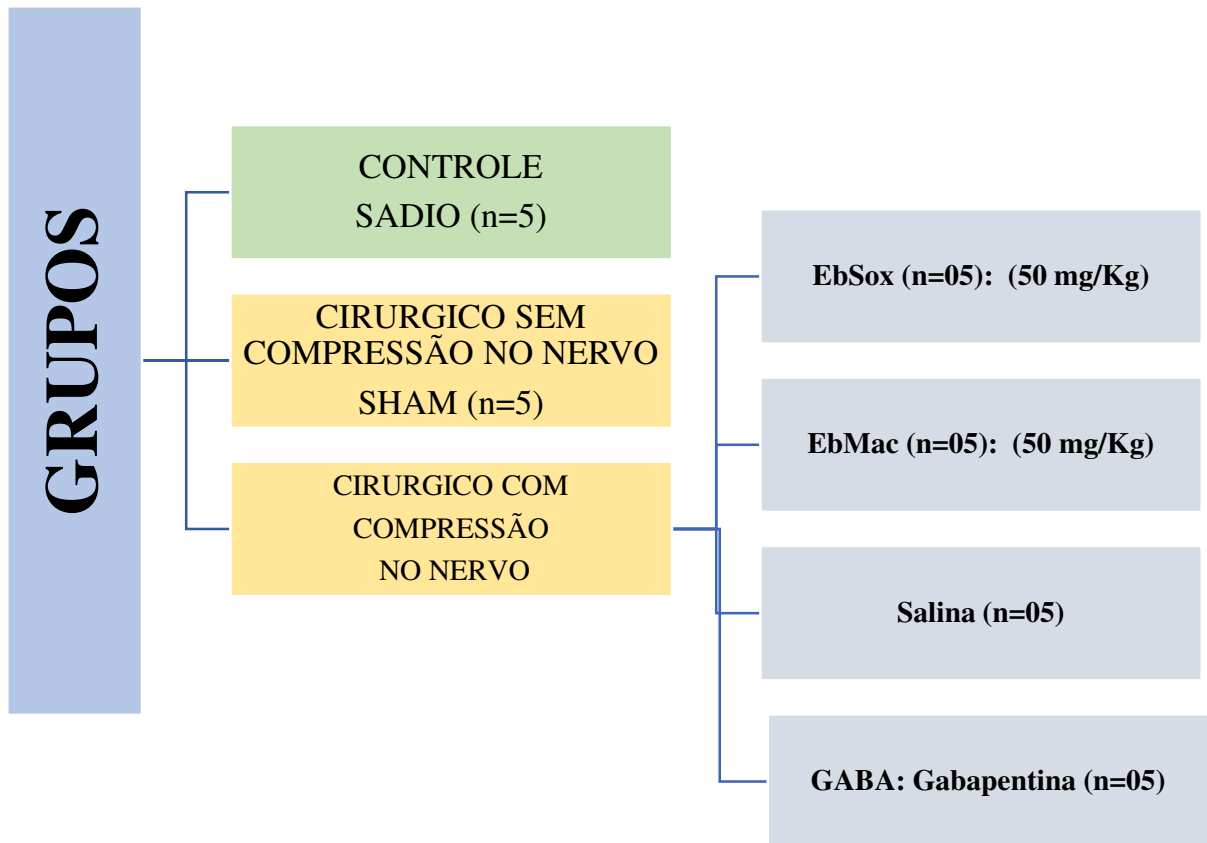 GRUPOS
CONTROLE
SADIO (n=5)
CIRURGICO SEM
COMPRESSÃO NO NERVO
SHAM (n=5)
CIRURGICO COM
COMPRESSÃO
NO NERVO
EbSox (n=05):  (50 mg/Kg)
EbMac (n=05):  (50 mg/Kg)
Salina (n=05)
GABA: Gabapentina (n=05)